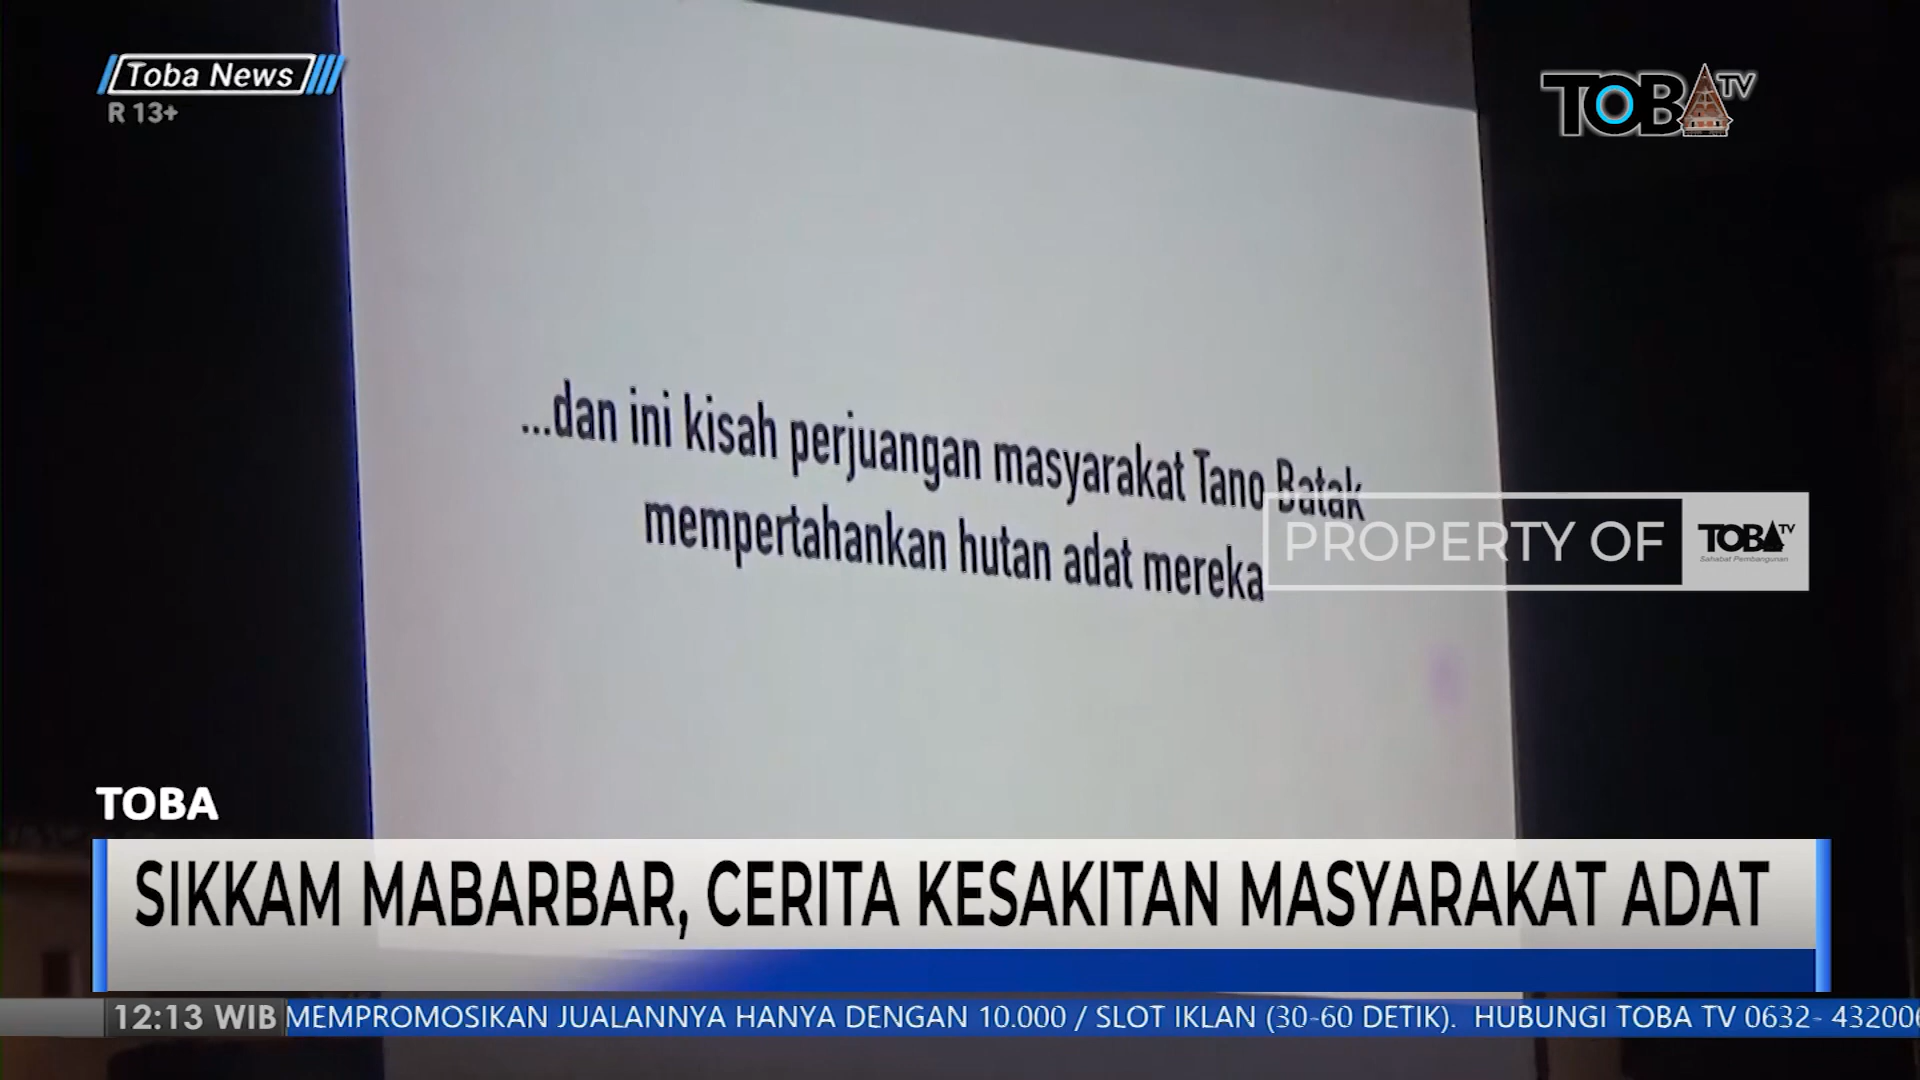 Toba News
R 13+
TOBA TV
...dan ini kisah perjuangan masyarakat Tano Batak
mempertahankan hutan adat mereka
PROPERTY OF TOBA TV
Sahabat Pembangunan
TOBA
SIKKAM MABARBAR, CERITA KESAKITAN MASYARAKAT ADAT
12:13 WIB MEMPROMOSIKAN JUALANNYA HANYA DENGAN 10.000 / SLOT IKLAN (30-60 DETIK). HUBUNGI TOBA TV 0632- 432006